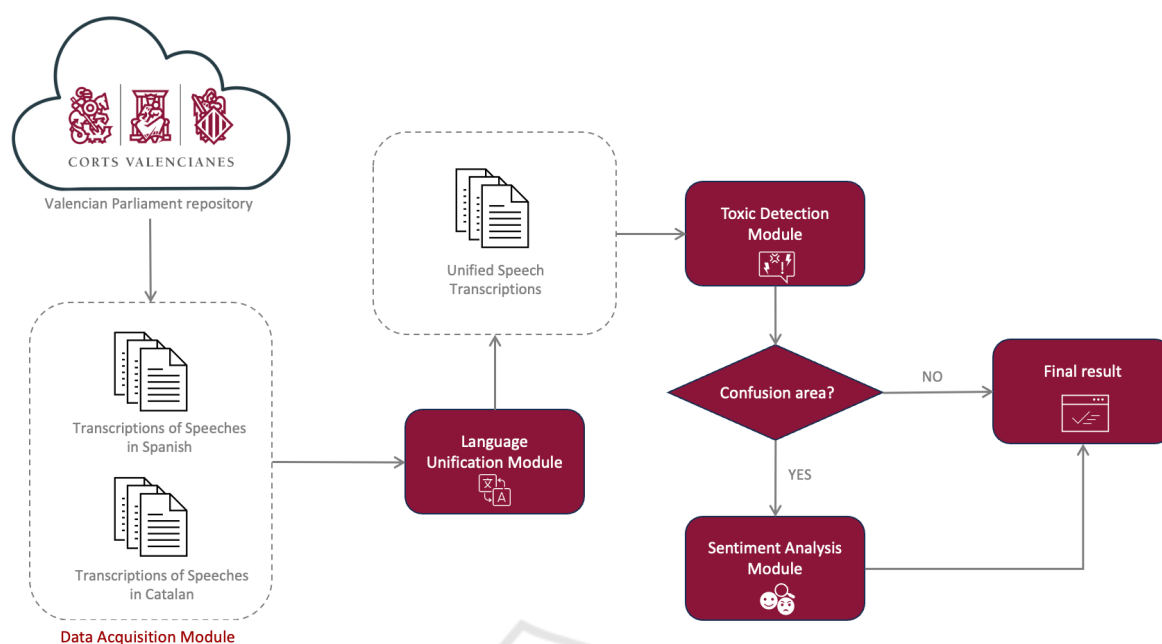 CORTS VALENCIANES
Valencian Parliament repository
Transcriptions of Speeches
in Spanish
Transcriptions of Speeches
in Catalan
Data Acquisition Module
Language
Unification Module
Unified Speech
Transcriptions
Toxic Detection
Module
Confusion area?
NO
YES
Sentiment Analysis
Module
Final result